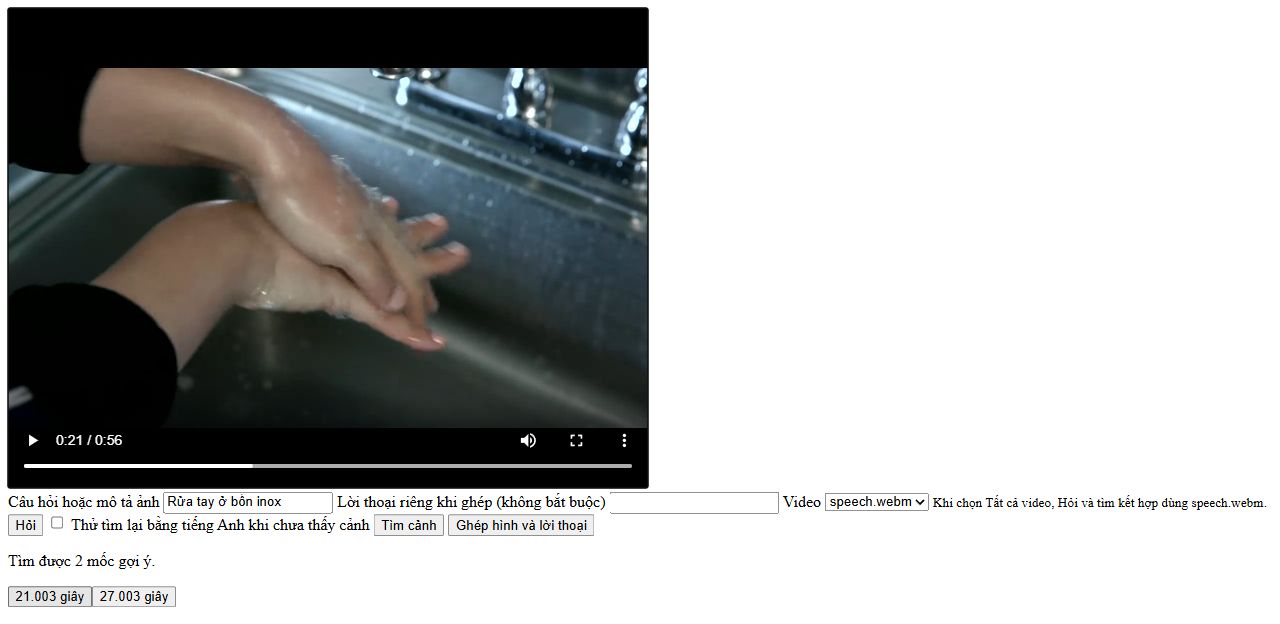 0:21 / 0:56
Câu hỏi hoặc mô tả ảnh Rửa tay ở bồn inox Lời thoại riêng khi ghép (không bắt buộc) Video speech.webm Khi chọn Tất cả video, Hỏi và tìm kết hợp dùng speech.webm.
Hỏi Thử tìm lại bằng tiếng Anh khi chưa thấy cảnh Tìm cảnh Ghép hình và lời thoại
Tìm được 2 mốc gợi ý.
21.003 giây 27.003 giây